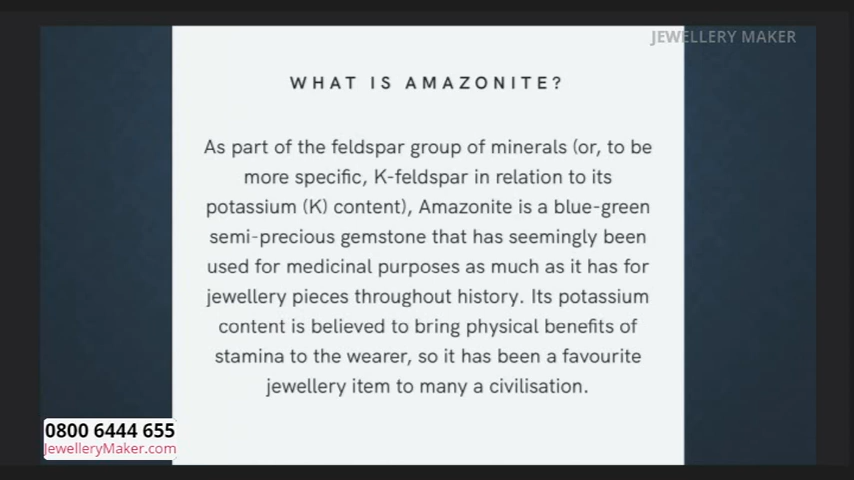 JEWELLERY MAKER
WHAT IS AMAZONITE?
As part of the feldspar group of minerals (or, to be
more specific, K-feldspar in relation to its
potassium (K) content), Amazonite is a blue-green
semi-precious gemstone that has seemingly been
used for medicinal purposes as much as it has for
jewellery pieces throughout history. Its potassium
content is believed to bring physical benefits of
stamina to the wearer, so it has been a favourite
jewellery item to many a civilisation.
0800 6444 655
JewelleryMaker.com